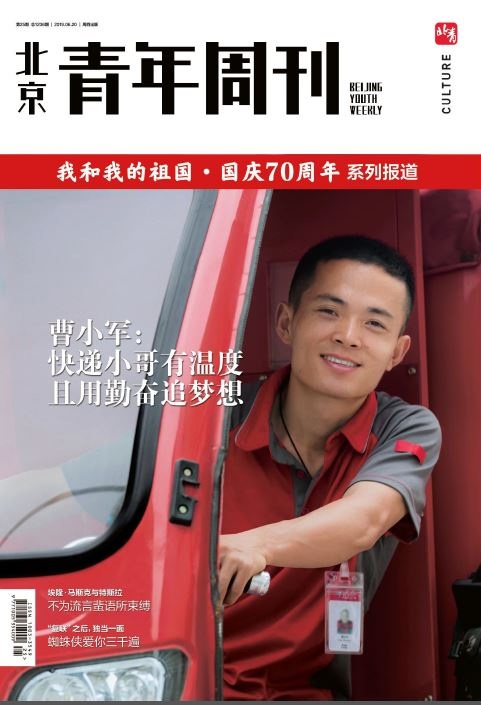 第25期 总1236期 | 2019.06.20 | 周四出版
北京
青年周刊
BEIJING
YOUTH
WEEKLY
北青
CULTURE
我和我的祖国·国庆70周年 系列报道
曹小军：
快递小哥有温度
且用勤奋追梦想
埃隆·马斯克与特斯拉
不为流言蜚语所束缚
“复联”之后，独当一面
蜘蛛侠爱你三千遍